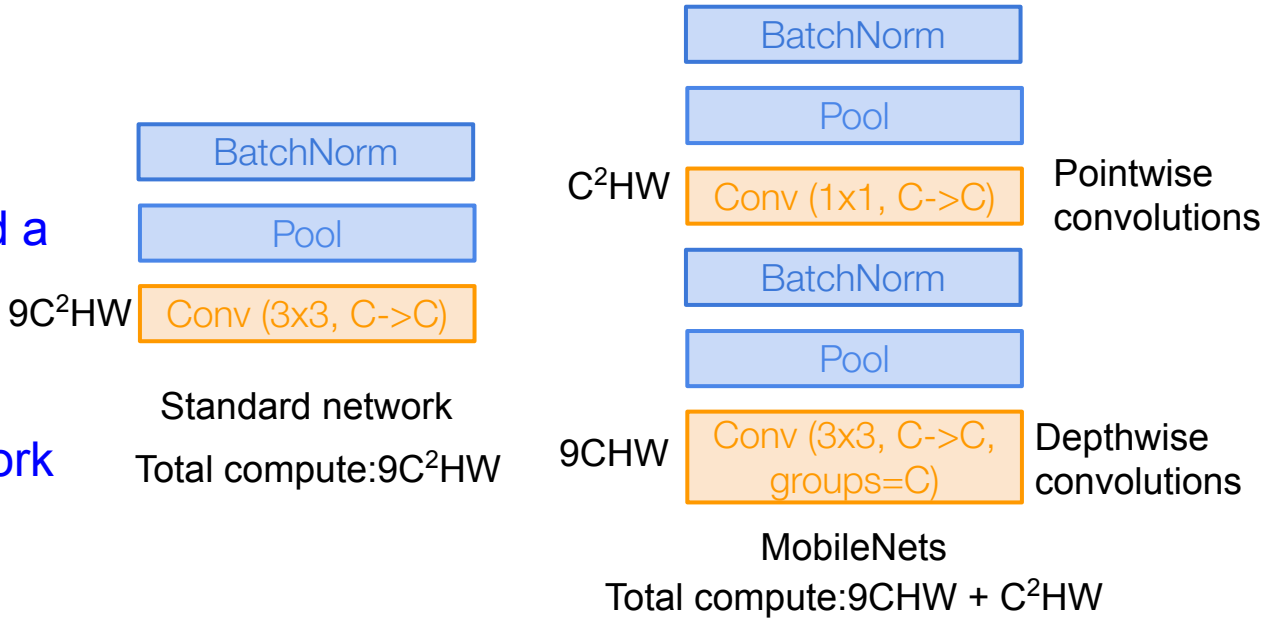 d a
ork
BatchNorm
Pool
9C²HW
Conv (3x3, C->C)
Standard network
Total compute:9C²HW
BatchNorm
Pool
C²HW
Conv (1x1, C->C)
Pointwise
convolutions
BatchNorm
Pool
9CHW
Conv (3x3, C->C,
groups=C)
Depthwise
convolutions
MobileNets
Total compute:9CHW + C²HW